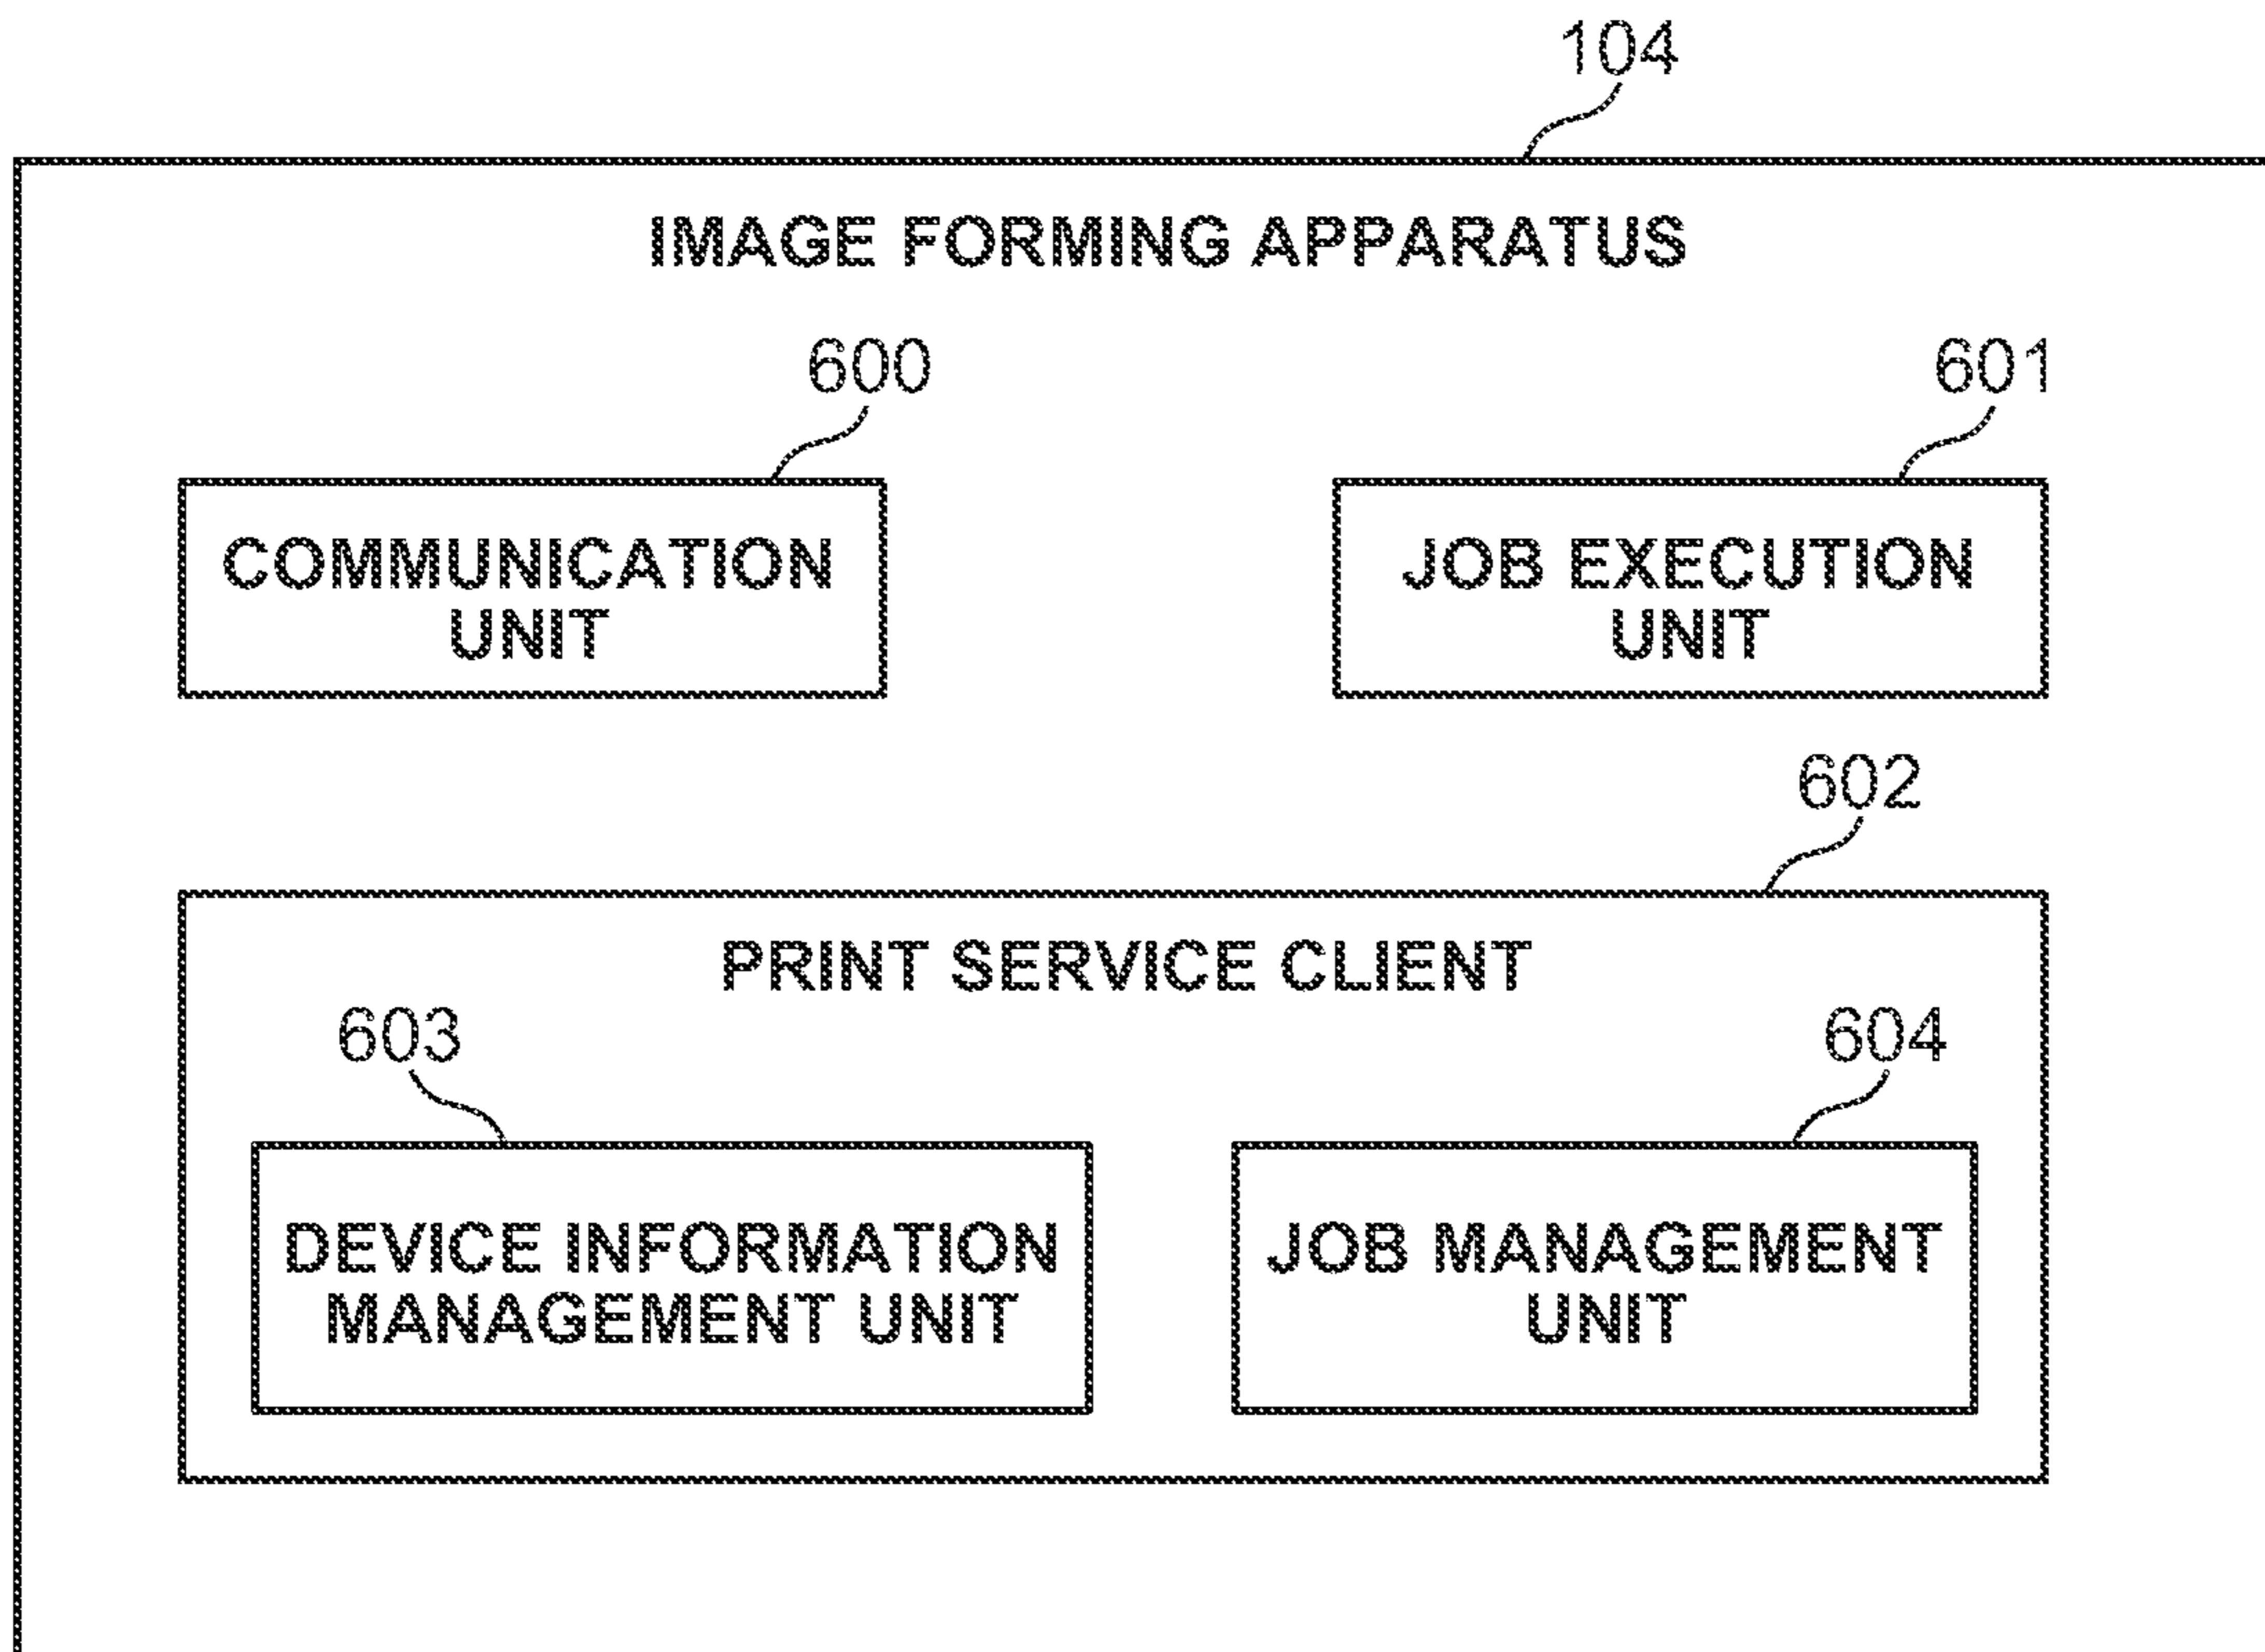 104
IMAGE FORMING APPARATUS
600
601
COMMUNICATION
UNIT
JOB EXECUTION
UNIT
602
PRINT SERVICE CLIENT
603
604
DEVICE INFORMATION
MANAGEMENT UNIT
JOB MANAGEMENT
UNIT